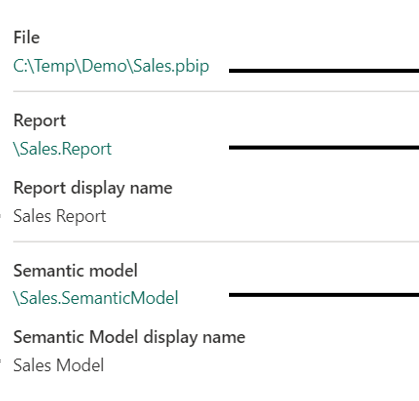 File
C:\Temp\Demo\Sales.pbip
Report
\Sales.Report
Report display name
Sales Report
Semantic model
\Sales.SemanticModel
Semantic Model display name
Sales Model